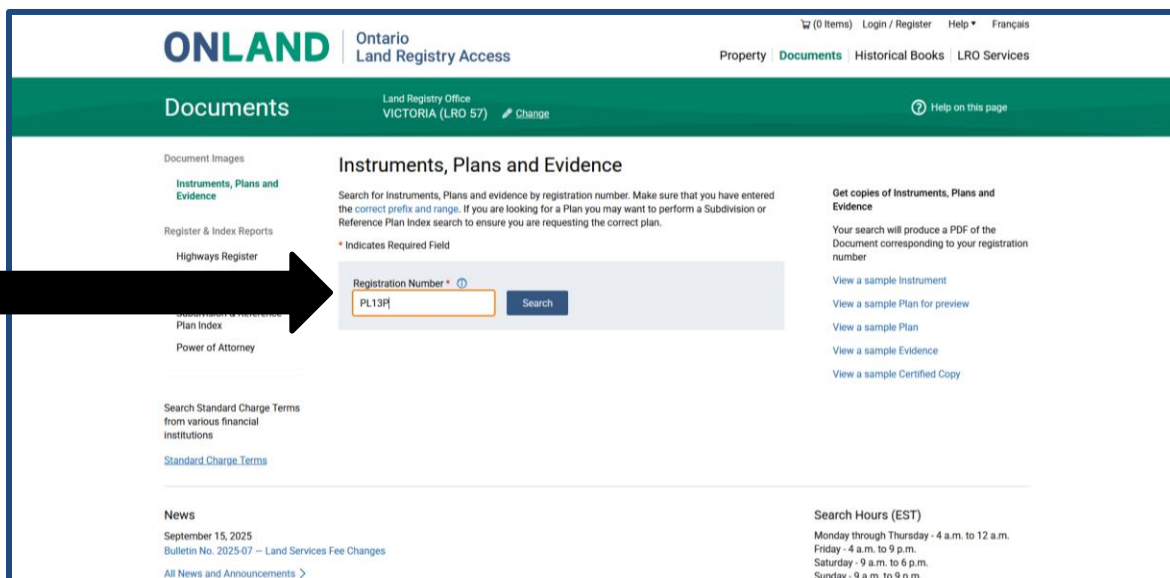 (0 Items) Login / Register Help Français
ONLAND
Ontario
Land Registry Access
Property Documents Historical Books LRO Services
Documents
Land Registry Office
VICTORIA (LRO 57) Change
Help on this page
Document Images
Instruments, Plans and
Evidence
Register & Index Reports
Highways Register
Plan Index
Power of Attorney
Search Standard Charge Terms
from various financial
institutions
Standard Charge Terms
Instruments, Plans and Evidence
Search for Instruments, Plans and evidence by registration number. Make sure that you have entered
the correct prefix and range. If you are looking for a Plan you may want to perform a Subdivision or
Reference Plan Index search to ensure you are requesting the correct plan.
* Indicates Required Field
Registration Number *
PL13P
Search
Get copies of Instruments, Plans and
Evidence
Your search will produce a PDF of the
Document corresponding to your registration
number
View a sample Instrument
View a sample Plan for preview
View a sample Plan
View a sample Evidence
View a sample Certified Copy
News
September 15, 2025
Bulletin No. 2025-07 — Land Services Fee Changes
All News and Announcements >
Search Hours (EST)
Monday through Thursday - 4 a.m. to 12 a.m.
Friday - 4 a.m. to 9 p.m.
Saturday - 9 a.m. to 6 p.m.
Sunday - 9 a.m. to 9 p.m.